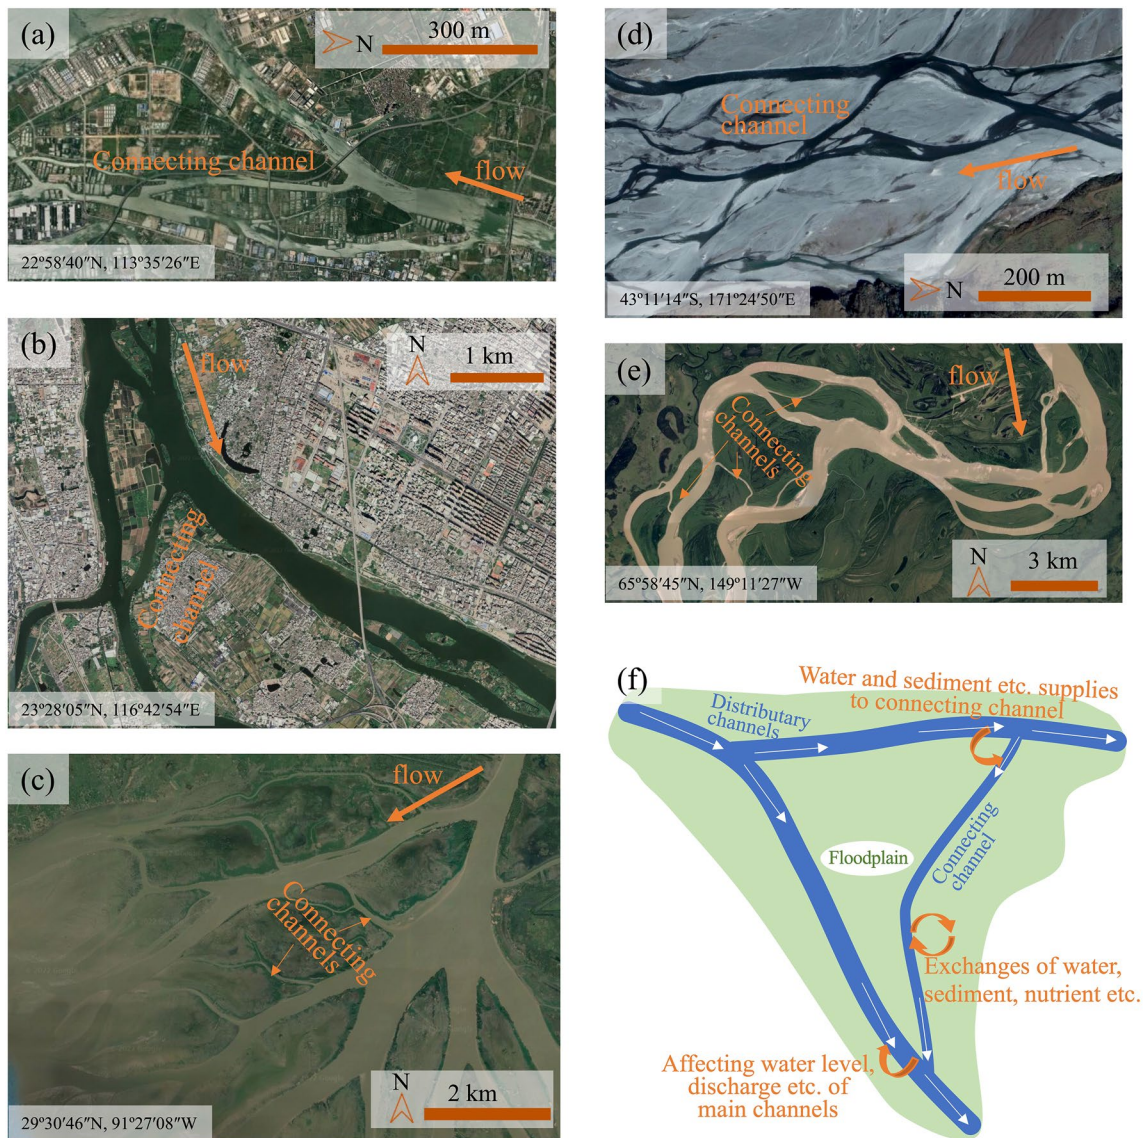 (a)
N
300 m
Connecting channel
flow
22°58′40″N, 113°35′26″E
(b)
flow
N
1 km
Connecting
channel
23°28′05″N, 116°42′54″E
(c)
flow
Connecting
channels
N
2 km
29°30′46″N, 91°27′08″W
(d)
Connecting
channel
flow
N
200 m
43°11′14″S, 171°24′50″E
(e)
flow
Connecting
channels
N
3 km
65°58′45″N, 149°11′27″W
(f)
Water and sediment etc. supplies
to connecting channel
Distributary
channels
Connecting
channel
Floodplain
Exchanges of water,
sediment, nutrient etc.
Affecting water level,
discharge etc. of
main channels